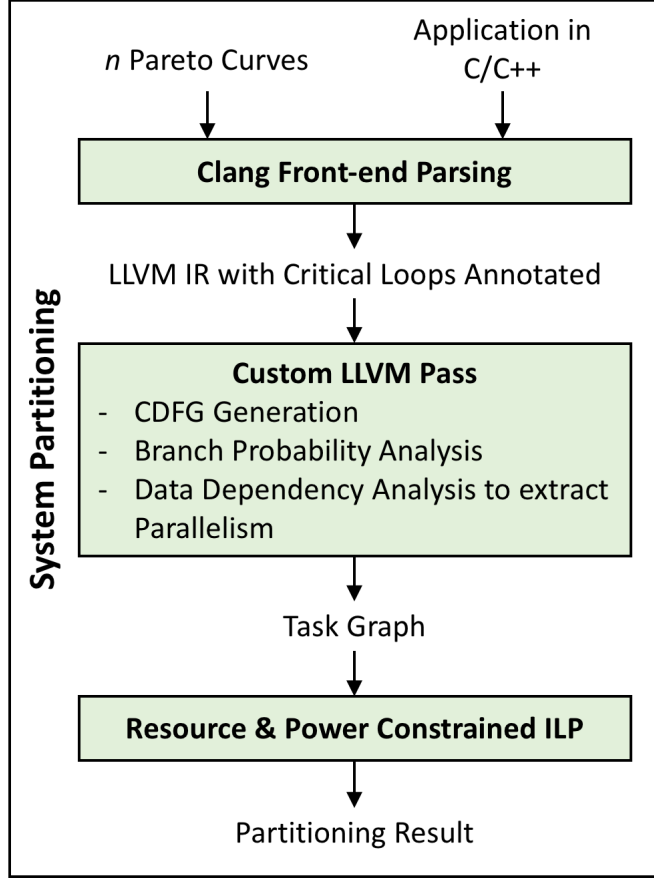 n Pareto Curves
Application in
C/C++
Clang Front-end Parsing
LLVM IR with Critical Loops Annotated
Custom LLVM Pass
- CDFG Generation
- Branch Probability Analysis
- Data Dependency Analysis to extract
Parallelism
Task Graph
Resource & Power Constrained ILP
Partitioning Result
System Partitioning